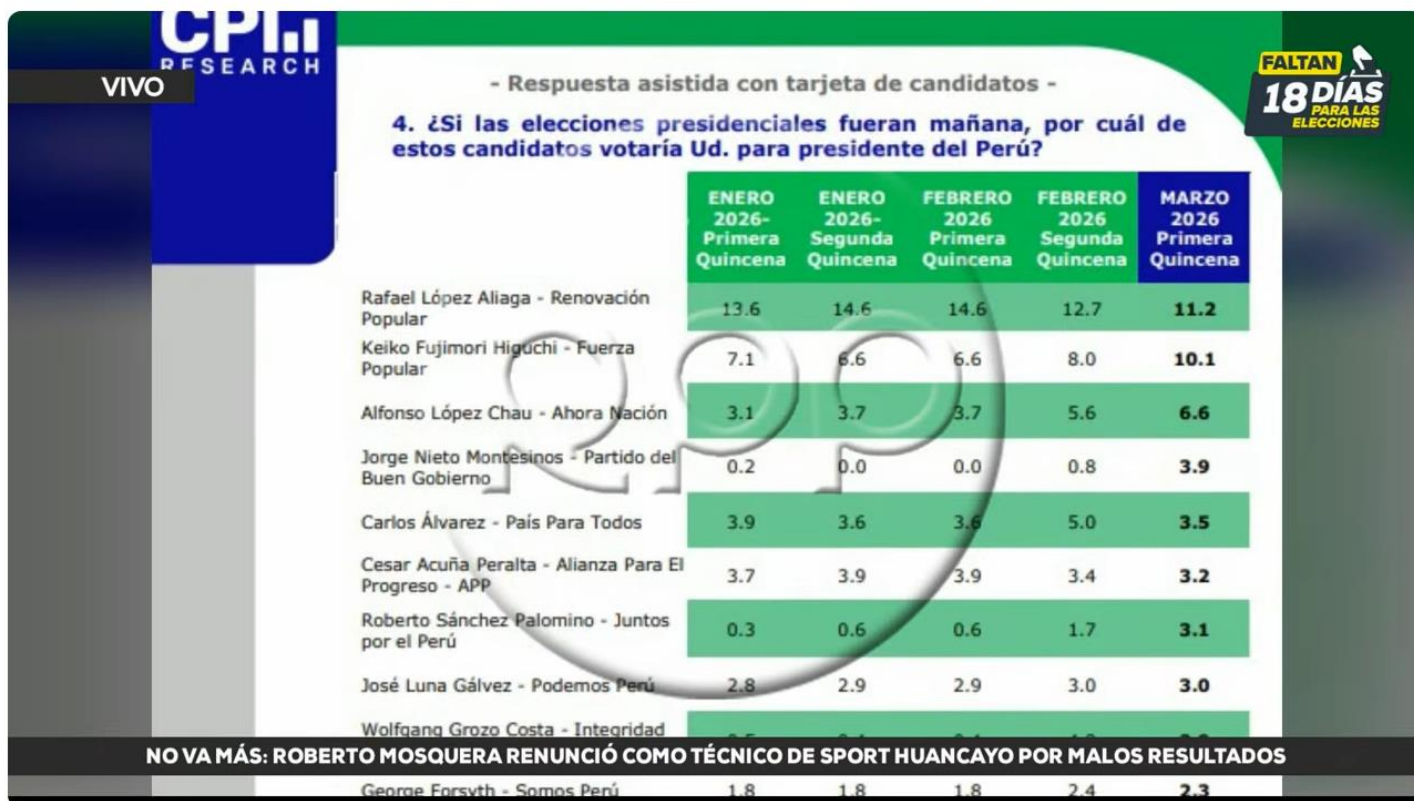 CPI
RESEARCH
VIVO
FALTAN
18 DÍAS
PARA LAS
ELECCIONES
- Respuesta asistida con tarjeta de candidatos -
4. ¿Si las elecciones presidenciales fueran mañana, por cuál de
estos candidatos votaría Ud. para presidente del Perú?
ENERO 2026- Primera Quincena
ENERO 2026- Segunda Quincena
FEBRERO 2026 Primera Quincena
FEBRERO 2026 Segunda Quincena
MARZO 2026 Primera Quincena
Rafael López Aliaga - Renovación
Popular 13.6 14.6 14.6 12.7 11.2
Keiko Fujimori Higuchi - Fuerza
Popular 7.1 6.6 6.6 8.0 10.1
Alfonso López Chau - Ahora Nación 3.1 3.7 3.7 5.6 6.6
Jorge Nieto Montesinos - Partido del
Buen Gobierno 0.2 0.0 0.0 0.8 3.9
Carlos Álvarez - País Para Todos 3.9 3.6 3.6 5.0 3.5
Cesar Acuña Peralta - Alianza Para El
Progreso - APP 3.7 3.9 3.9 3.4 3.2
Roberto Sánchez Palomino - Juntos
por el Perú 0.3 0.6 0.6 1.7 3.1
José Luna Gálvez - Podemos Perú 2.8 2.9 2.9 3.0 3.0
Wolfgang Grozo Costa - Integridad
rpp
NO VA MÁS: ROBERTO MOSQUERA RENUNCIÓ COMO TÉCNICO DE SPORT HUANCAYO POR MALOS RESULTADOS
George Forsyth - Somos Perú 1.8 1.8 1.8 2.4 2.3